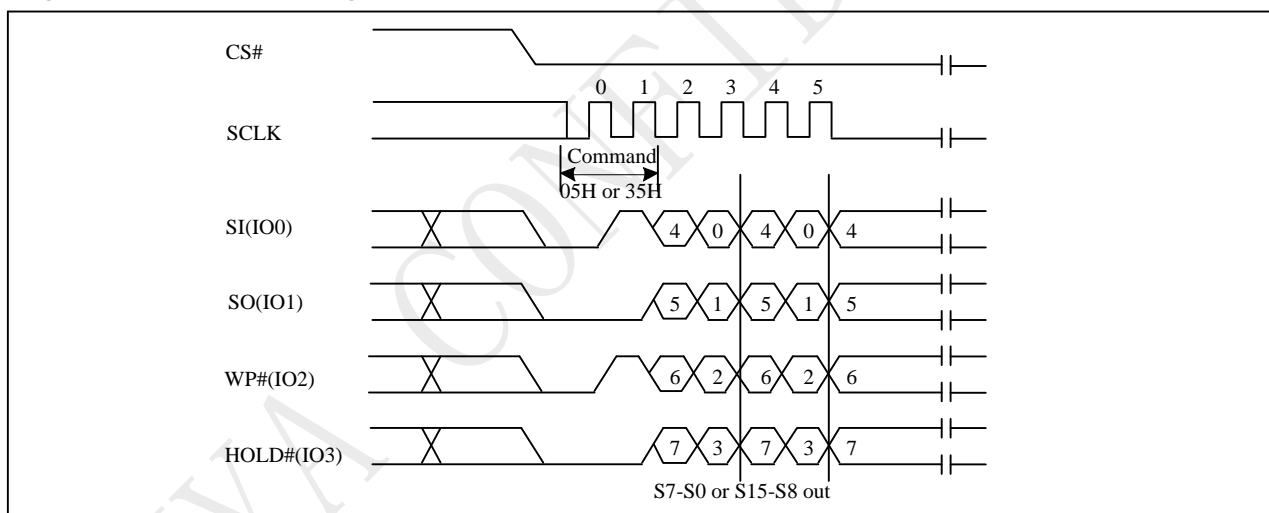 CS#
0 1 2 3 4 5
SCLK
Command
05H or 35H
SI(IO0) 4 0 4 0 4
SO(IO1) 5 1 5 1 5
WP#(IO2) 6 2 6 2 6
HOLD#(IO3) 7 3 7 3 7
S7-S0 or S15-S8 out